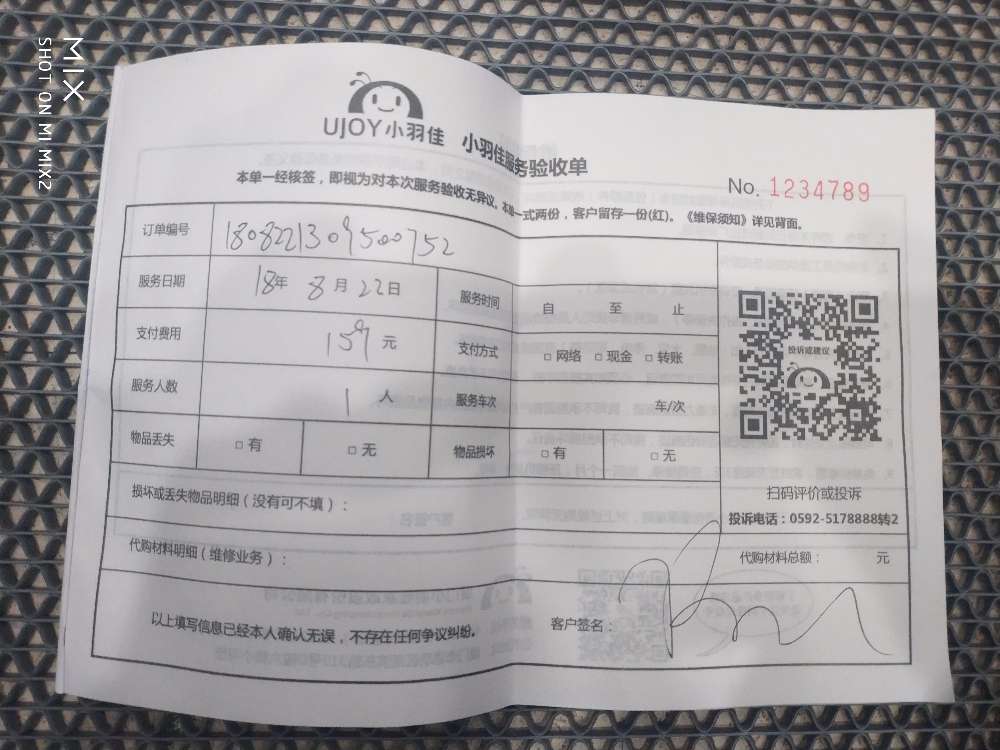 UJOY小羽佳 小羽佳服务验收单
No. 1234789
本单一经核签，即视为对本次服务验收无异议。本单一式两份，客户留存一份(红)。《维保须知》详见背面。
订单编号 1808221309500752
服务日期 18年 8月22日 服务时间 自 至 止
支付费用 159元 支付方式 □网络 □现金 □转账
服务人数 1人 服务车次 车/次
物品丢失 □有 □无 物品损坏 □有 □无
投诉或建议
扫码评价或投诉
投诉电话：0592-5178888转2
损坏或丢失物品明细（没有可不填）：
代购材料明细（维修业务）： 代购材料总额： 元
以上填写信息已经本人确认无误，不存在任何争议纠纷。 客户签名：
MIX
SHOT ON MI MIX2